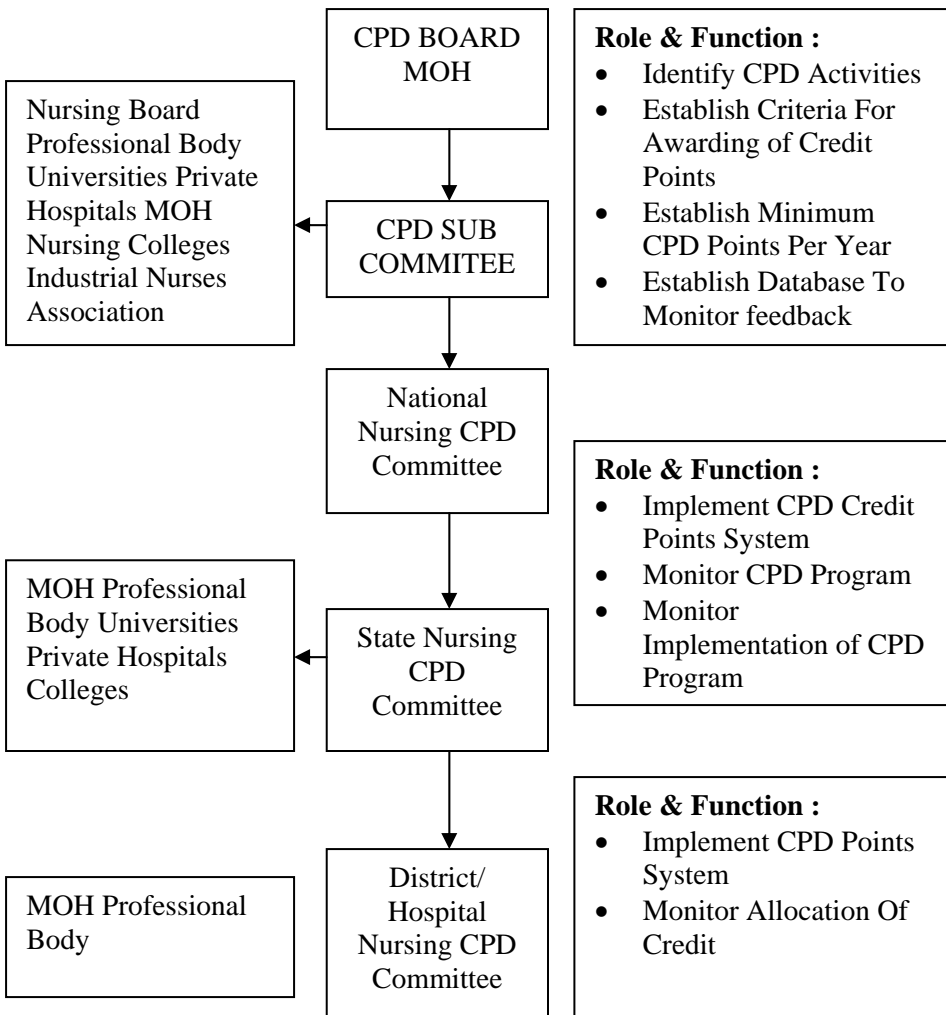 CPD BOARD
MOH
Role & Function :
• Identify CPD Activities
• Establish Criteria For
Awarding of Credit
Points
• Establish Minimum
CPD Points Per Year
• Establish Database To
Monitor feedback
Nursing Board
Professional Body
Universities Private
Hospitals MOH
Nursing Colleges
Industrial Nurses
Association
CPD SUB
COMMITEE
National
Nursing CPD
Committee
Role & Function :
• Implement CPD Credit
Points System
• Monitor CPD Program
• Monitor
Implementation of CPD
Program
MOH Professional
Body Universities
Private Hospitals
Colleges
State Nursing
CPD
Committee
Role & Function :
• Implement CPD Points
System
• Monitor Allocation Of
Credit
MOH Professional
Body
District/
Hospital
Nursing CPD
Committee